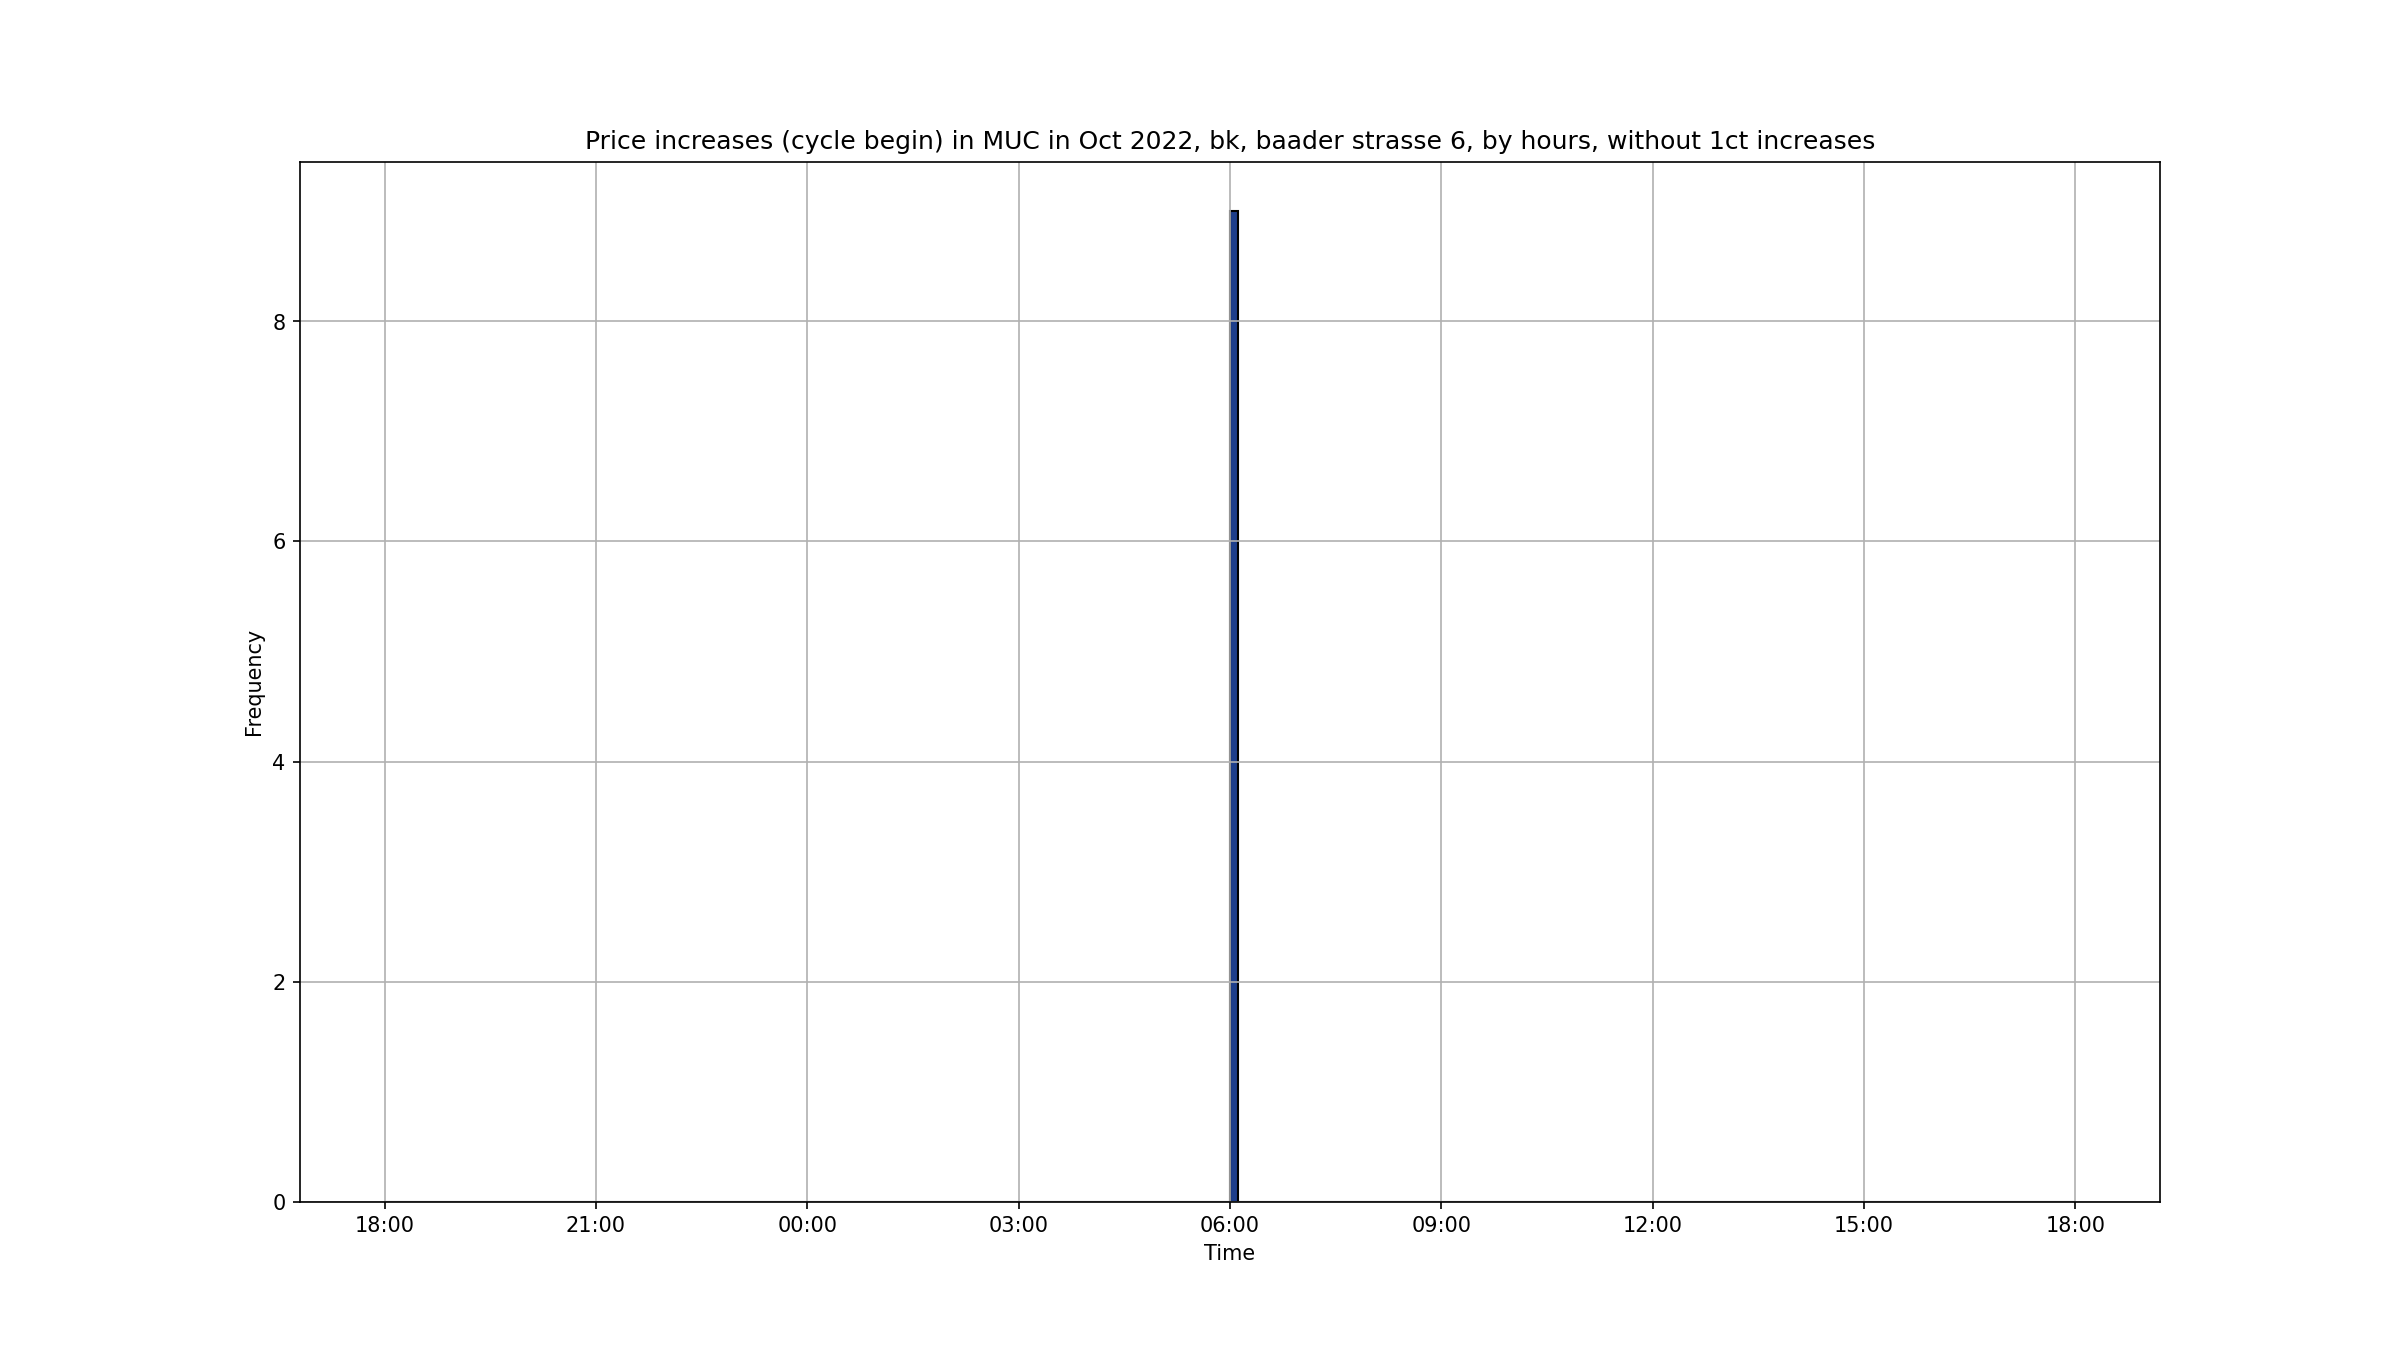 Price increases (cycle begin) in MUC in Oct 2022, bk, baader strasse 6, by hours, without 1ct increases
8
6
Frequency
4
2
0
18:00 21:00 00:00 03:00 06:00 09:00 12:00 15:00 18:00
Time